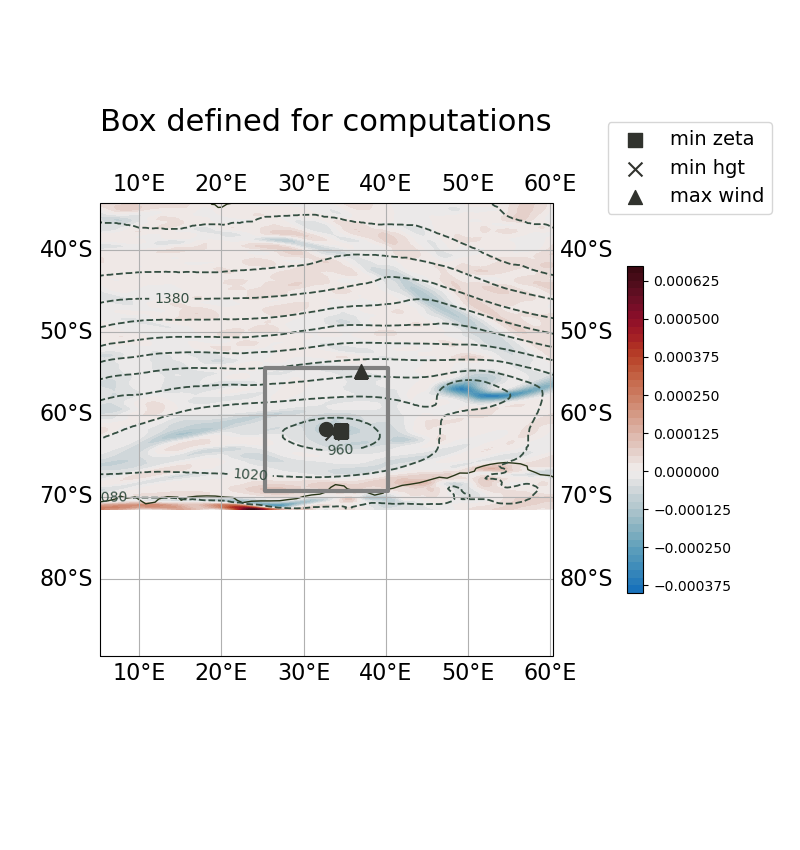 Box defined for computations
min zeta
min hgt
max wind
10°E 20°E 30°E 40°E 50°E 60°E
40°S 40°S
1380
50°S 50°S
60°S 60°S
960
1020
70°S 080 70°S
80°S 80°S
10°E 20°E 30°E 40°E 50°E 60°E
0.000625
0.000500
0.000375
0.000250
0.000125
0.000000
−0.000125
−0.000250
−0.000375